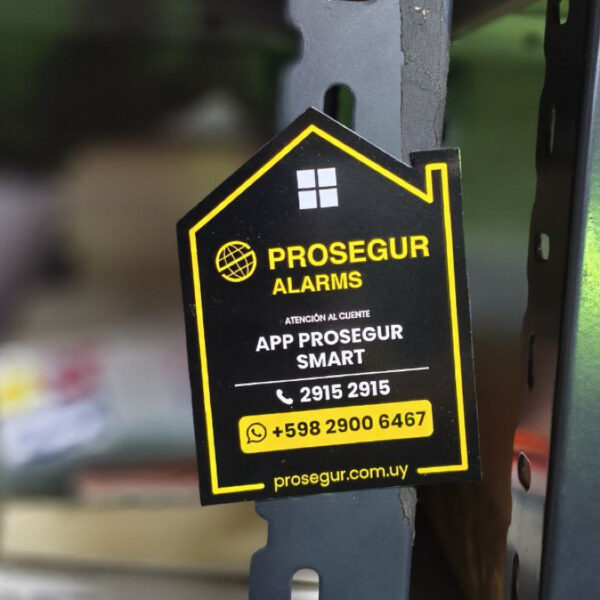 PROSEGUR
ALARMS
ATENCIÓN AL CLIENTE
APP PROSEGUR
SMART
2915 2915
+598 2900 6467
prosegur.com.uy